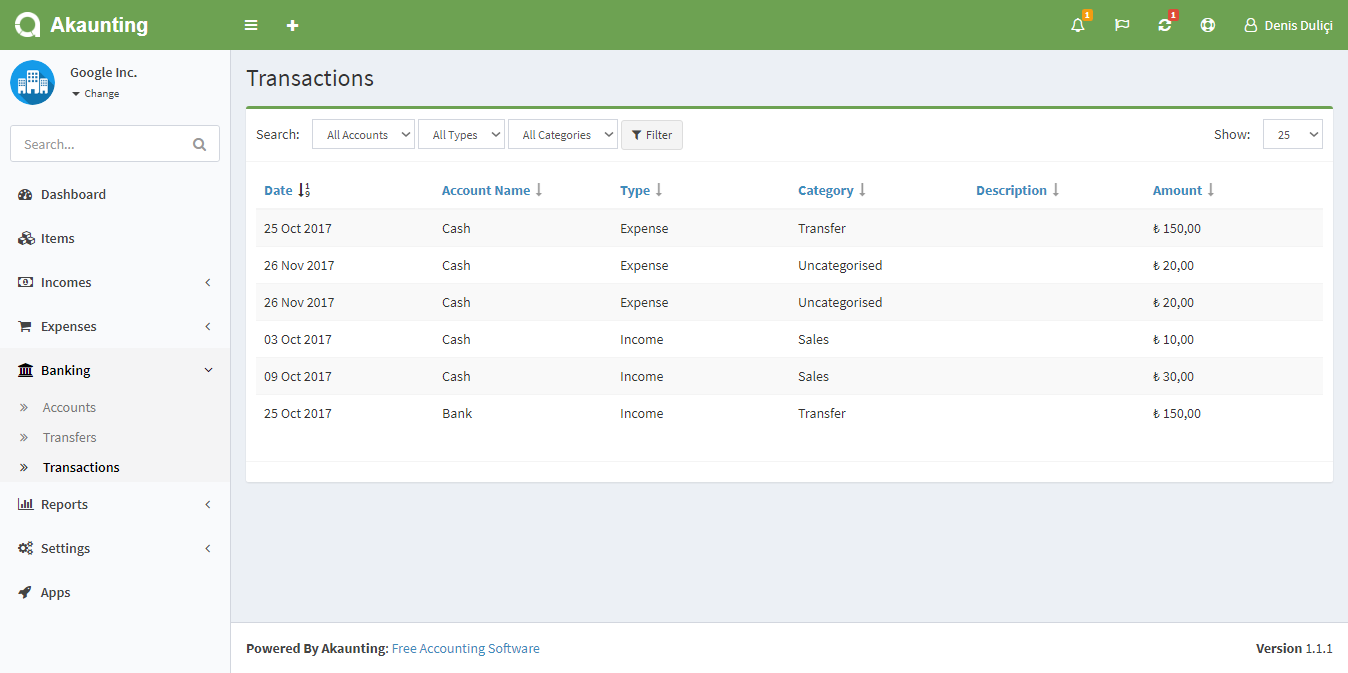 Akaunting
1
1
Denis Duliçi
Google Inc.
Change
Search...
Dashboard
Items
Incomes
Expenses
Banking
Accounts
Transfers
Transactions
Reports
Settings
Apps
Transactions
Search: All Accounts All Types All Categories Filter Show: 25
Date Account Name Type Category Description Amount
25 Oct 2017 Cash Expense Transfer ₺ 150,00
26 Nov 2017 Cash Expense Uncategorised ₺ 20,00
26 Nov 2017 Cash Expense Uncategorised ₺ 20,00
03 Oct 2017 Cash Income Sales ₺ 10,00
09 Oct 2017 Cash Income Sales ₺ 30,00
25 Oct 2017 Bank Income Transfer ₺ 150,00
Powered By Akaunting: Free Accounting Software Version 1.1.1